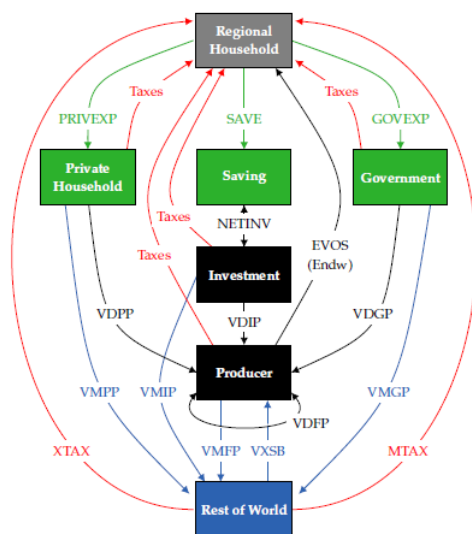 Regional
Household
Taxes
Taxes
PRIVEXP
SAVE
GOVEXP
Private
Household
Saving
Government
NETINV
Taxes
Taxes
EVOS
(Endw)
Investment
VDPP
VDIP
VDGP
Producer
VMPP
VMIP
VMGP
VDFP
XTAX
VMFP
VXSB
MTAX
Rest of World